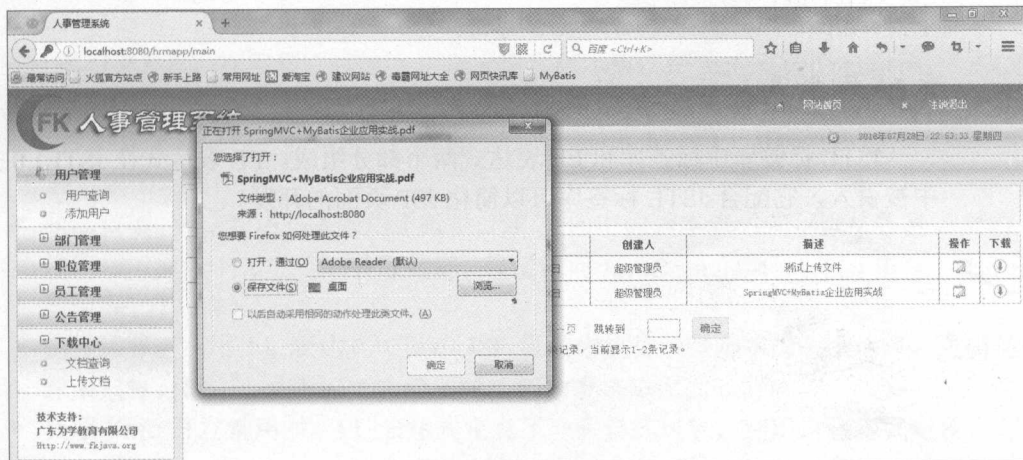 人事管理系统
localhost:8080/hrmapp/main
百度 <Ctrl+K>
最常访问 火狐官方站点 新手上路 常用网址 爱淘宝 建议网站 毒霸网址大全 网页快讯库 MyBatis
FK 人事管理系统
网站首页 注销退出
2016年07月28日 22:53:33 星期四
用户管理
用户查询
添加用户
部门管理
职位管理
员工管理
公告管理
下载中心
文档查询
上传文档
技术支持:
广东为学教育有限公司
Http://www.fkjava.org
正在打开 SpringMVC+MyBatis企业应用实战.pdf
您选择了打开:
SpringMVC+MyBatis企业应用实战.pdf
文件类型: Adobe Acrobat Document (497 KB)
来源: http://localhost:8080
您想要 Firefox 如何处理此文件?
打开,通过(O) Adobe Reader (默认)
保存文件(S) 桌面 浏览...
以后自动采用相同的动作处理此类文件。(A)
确定 取消
创建人 描述 操作 下载
日 超级管理员 测试上传文件
日 超级管理员 SpringMVC+MyBatis企业应用实战
一页 跳转到 确定
条记录,当前显示1-2条记录。